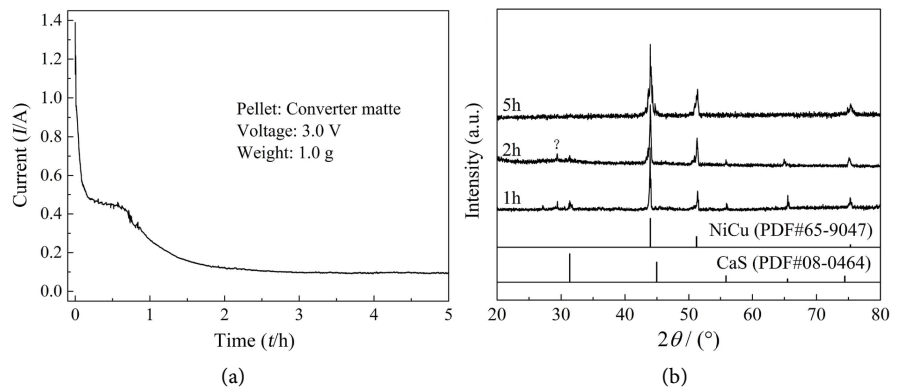 (a)
1.4
1.2
1.0
0.8
0.6
0.4
0.2
0.0
Current (I/A)
Pellet: Converter matte
Voltage: 3.0 V
Weight: 1.0 g
0 1 2 3 4 5
Time (t/h)
(a)
(b)
Intensity (a.u.)
5h
2h
?
1h
NiCu (PDF#65-9047)
CaS (PDF#08-0464)
20 30 40 50 60 70 80
2θ / (°)
(b)